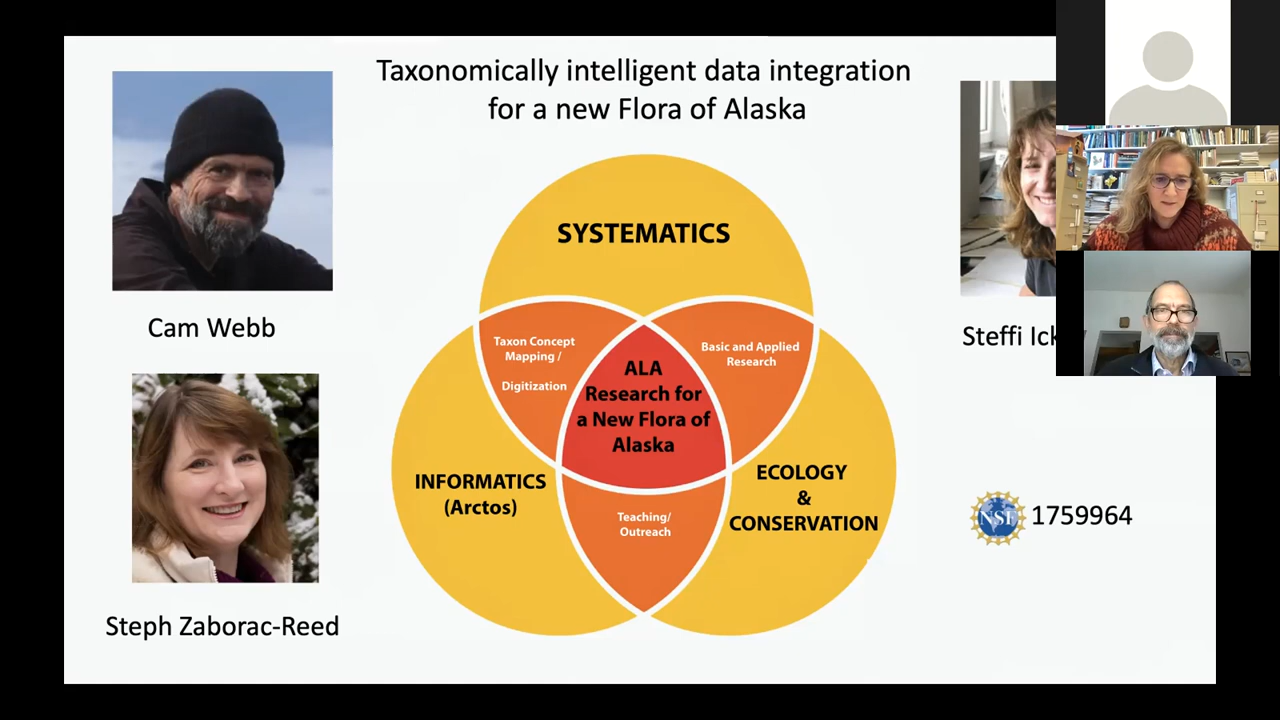 Taxonomically intelligent data integration
for a new Flora of Alaska
Cam Webb
Steph Zaborac-Reed
SYSTEMATICS
Taxon Concept
Mapping /
Digitization
Basic and Applied
Research
ALA
Research for
a New Flora of
Alaska
INFORMATICS
(Arctos)
ECOLOGY
&
CONSERVATION
Teaching/
Outreach
Steffi
NSF 1759964